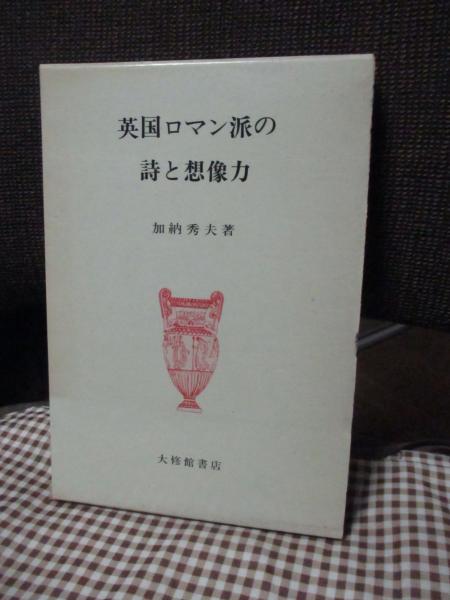 英国ロマン派の
詩と想像力
加納秀夫著
大修館書店